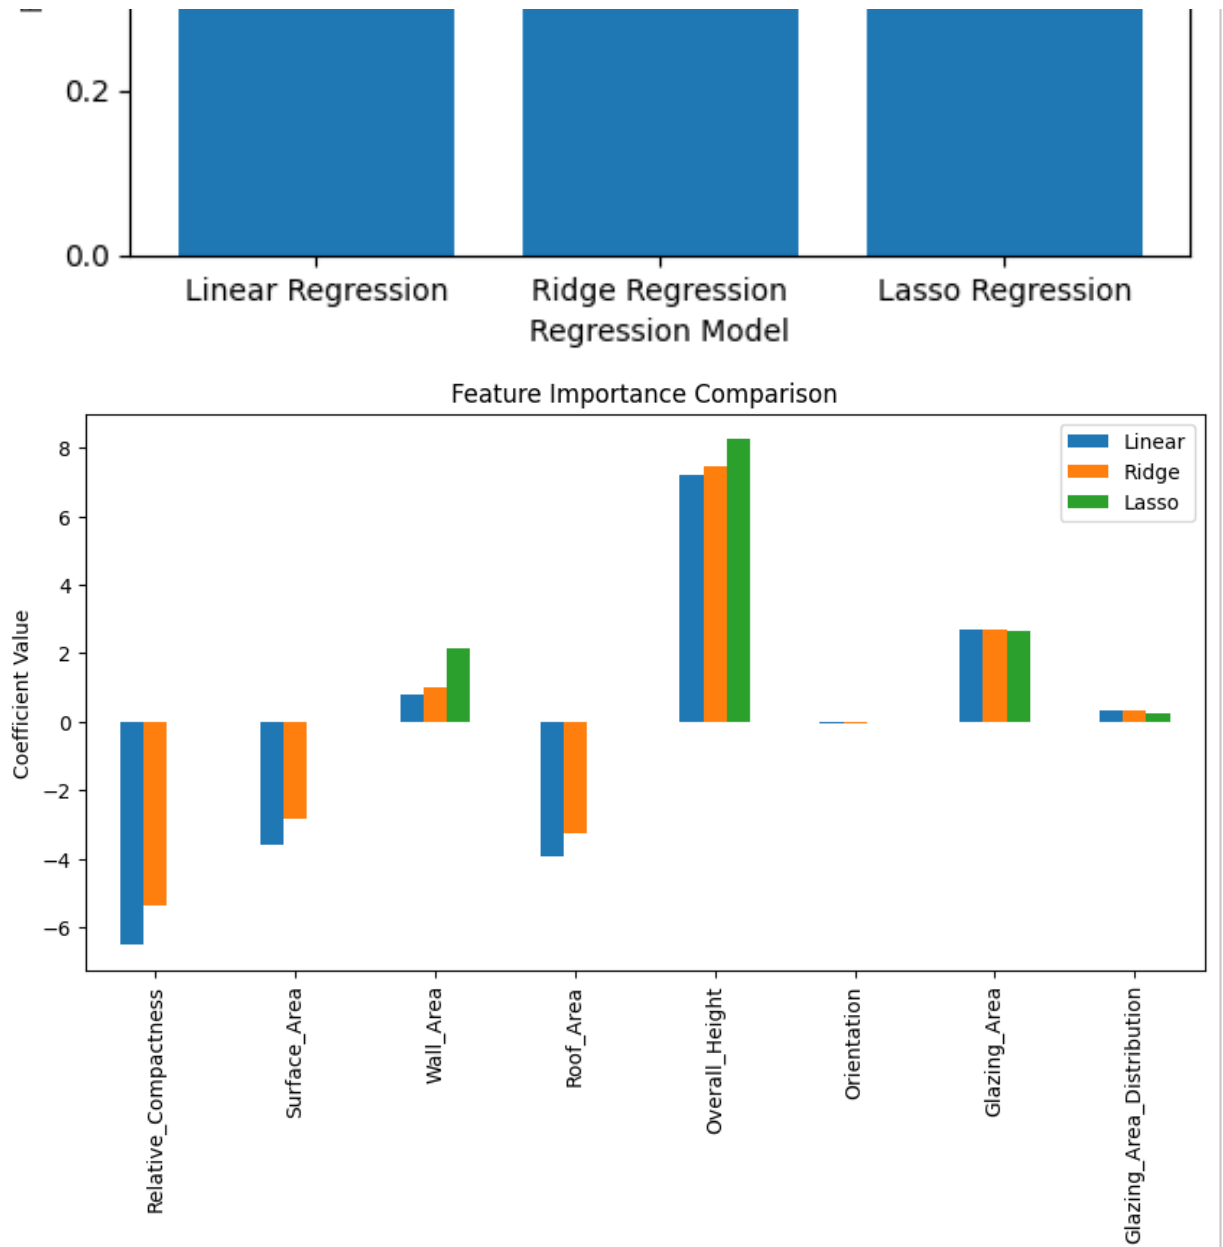 0.2
0.0
Linear Regression Ridge Regression Lasso Regression
Regression Model
Feature Importance Comparison
Linear
Ridge
Lasso
8
6
4
2
0
−2
−4
−6
Coefficient Value
Relative_Compactness
Surface_Area
Wall_Area
Roof_Area
Overall_Height
Orientation
Glazing_Area
Glazing_Area_Distribution